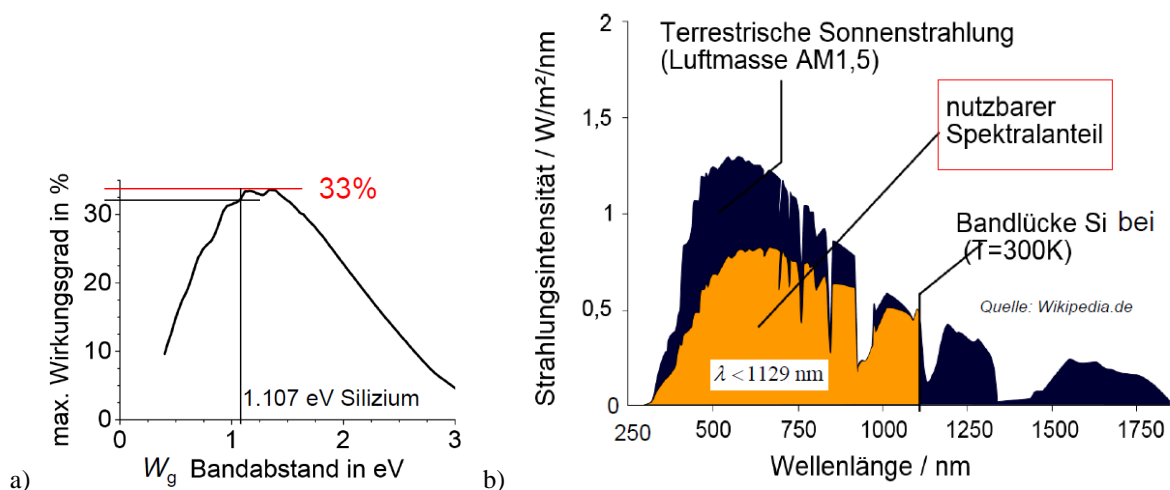 max. Wirkungsgrad in %
30
20
10
0
33%
1.107 eV Silizium
0
1
2
3
Wg Bandabstand in eV
a)
Strahlungsintensität / W/m²/nm
2
1,5
1
0,5
0
Terrestrische Sonnenstrahlung
(Luftmasse AM1,5)
nutzbarer
Spektralanteil
Bandlücke Si bei
(T=300K)
Quelle: Wikipedia.de
λ < 1129 nm
250
500
750
1000
1250
1500
1750
Wellenlänge / nm
b)